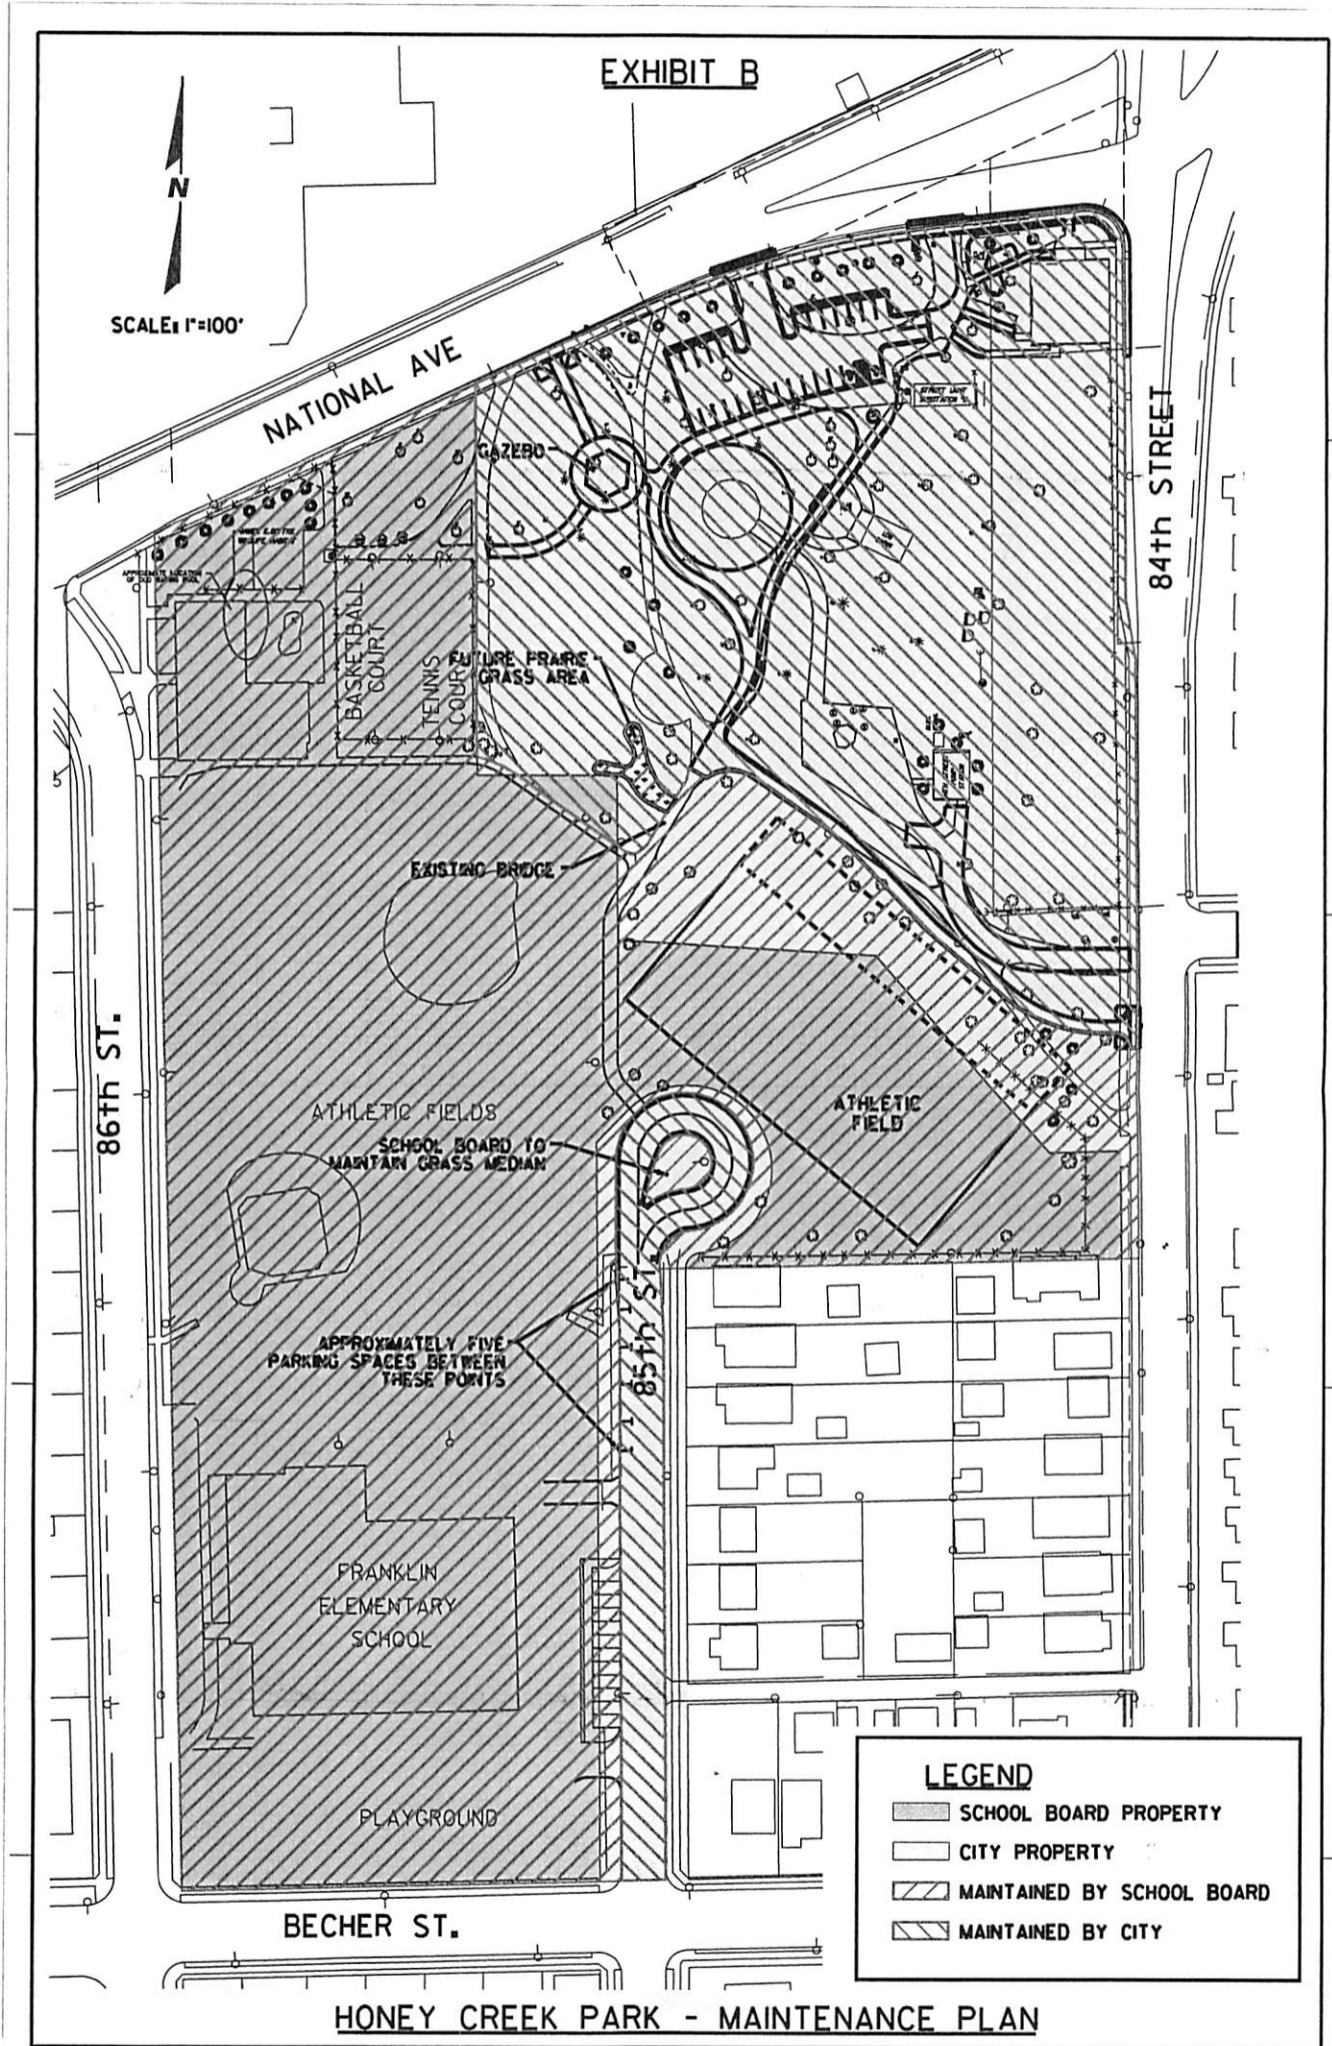 EXHIBIT B
N
SCALE: 1"=100'
NATIONAL AVE
84th STREET
GAZEBO
APPROXIMATE LOCATION
BASKETBALL
COURT
TENNIS
COURT
FUTURE PRAIRIE
GRASS AREA
EXISTING BRIDGE
86th ST.
ATHLETIC FIELDS
ATHLETIC
FIELD
SCHOOL BOARD TO
MAINTAIN GRASS MEDIAN
85th ST.
APPROXIMATELY FIVE
PARKING SPACES BETWEEN
THESE POINTS
FRANKLIN
ELEMENTARY
SCHOOL
PLAYGROUND
BECHER ST.
LEGEND
SCHOOL BOARD PROPERTY
CITY PROPERTY
MAINTAINED BY SCHOOL BOARD
MAINTAINED BY CITY
HONEY CREEK PARK - MAINTENANCE PLAN